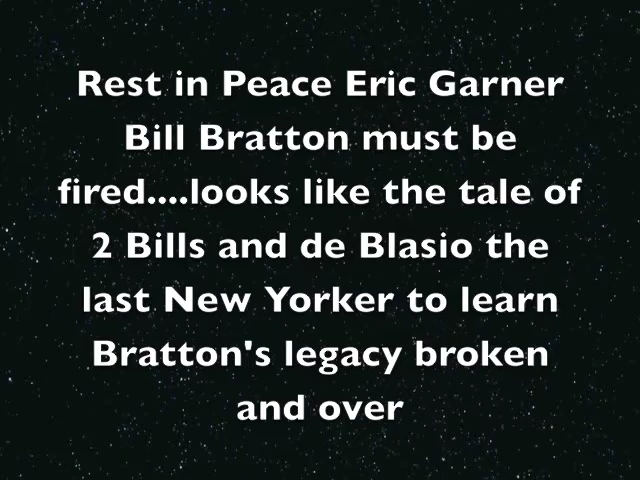 Rest in Peace Eric Garner
Bill Bratton must be
fired....looks like the tale of
2 Bills and de Blasio the
last New Yorker to learn
Bratton's legacy broken
and over